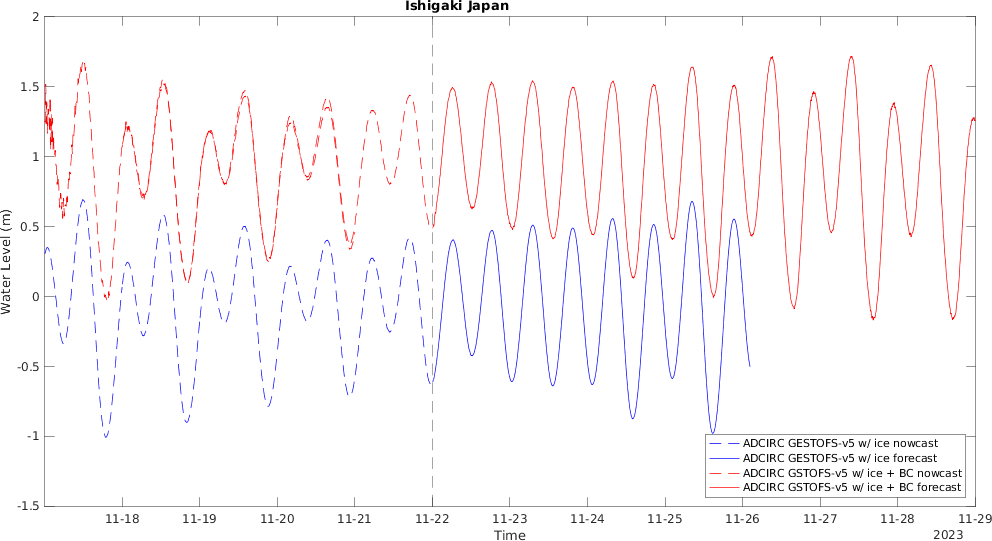 Ishigaki Japan
Water Level (m)
2
1.5
1
0.5
0
-0.5
-1
-1.5
ADCIRC GESTOFS-v5 w/ ice nowcast
ADCIRC GESTOFS-v5 w/ ice forecast
ADCIRC GSTOFS-v5 w/ ice + BC nowcast
ADCIRC GSTOFS-v5 w/ ice + BC forecast
11-18 11-19 11-20 11-21 11-22 11-23 11-24 11-25 11-26 11-27 11-28 11-29
Time
2023